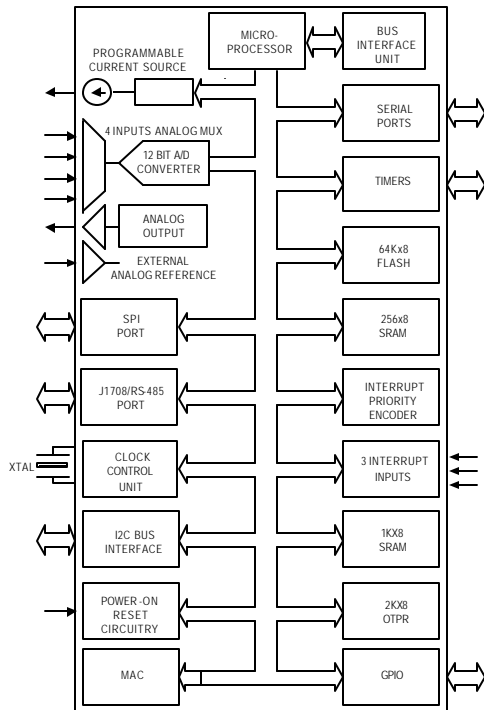 MICRO-
PROCESSOR
BUS
INTERFACE
UNIT
PROGRAMMABLE
CURRENT SOURCE
SERIAL
PORTS
4 INPUTS ANALOG MUX
12 BIT A/D
CONVERTER
TIMERS
ANALOG
OUTPUT
64Kx8
FLASH
EXTERNAL
ANALOG REFERENCE
SPI
PORT
256x8
SRAM
J1708/RS-485
PORT
INTERRUPT
PRIORITY
ENCODER
XTAL
CLOCK
CONTROL
UNIT
3 INTERRUPT
INPUTS
I2C BUS
INTERFACE
1KX8
SRAM
POWER-ON
RESET
CIRCUITRY
2KX8
OTPR
MAC
GPIO